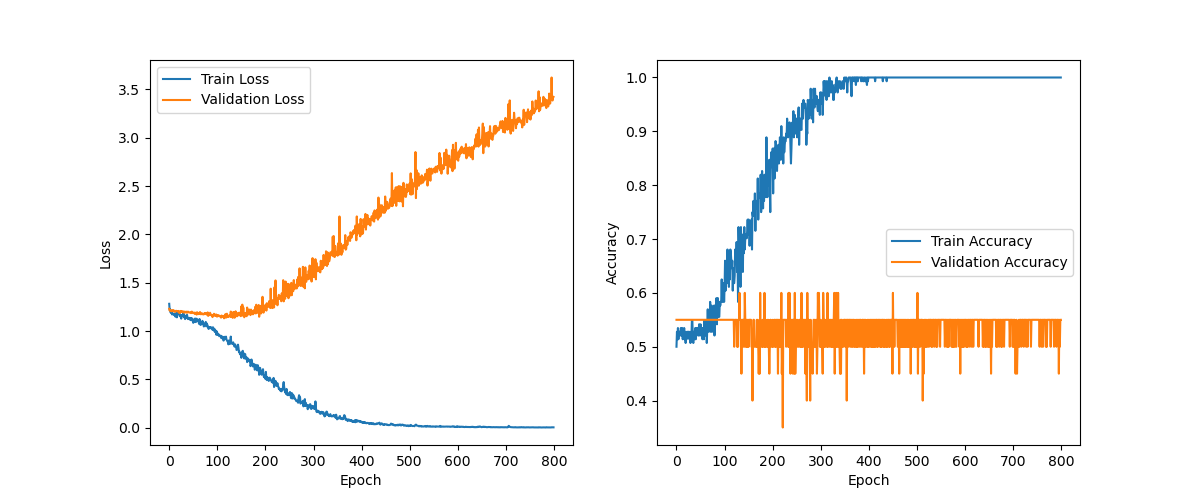 Train Loss
Validation Loss
3.5
3.0
2.5
2.0
1.5
1.0
0.5
0.0
Loss
0 100 200 300 400 500 600 700 800
Epoch
1.0
0.9
0.8
0.7
0.6
0.5
0.4
Accuracy
Train Accuracy
Validation Accuracy
0 100 200 300 400 500 600 700 800
Epoch